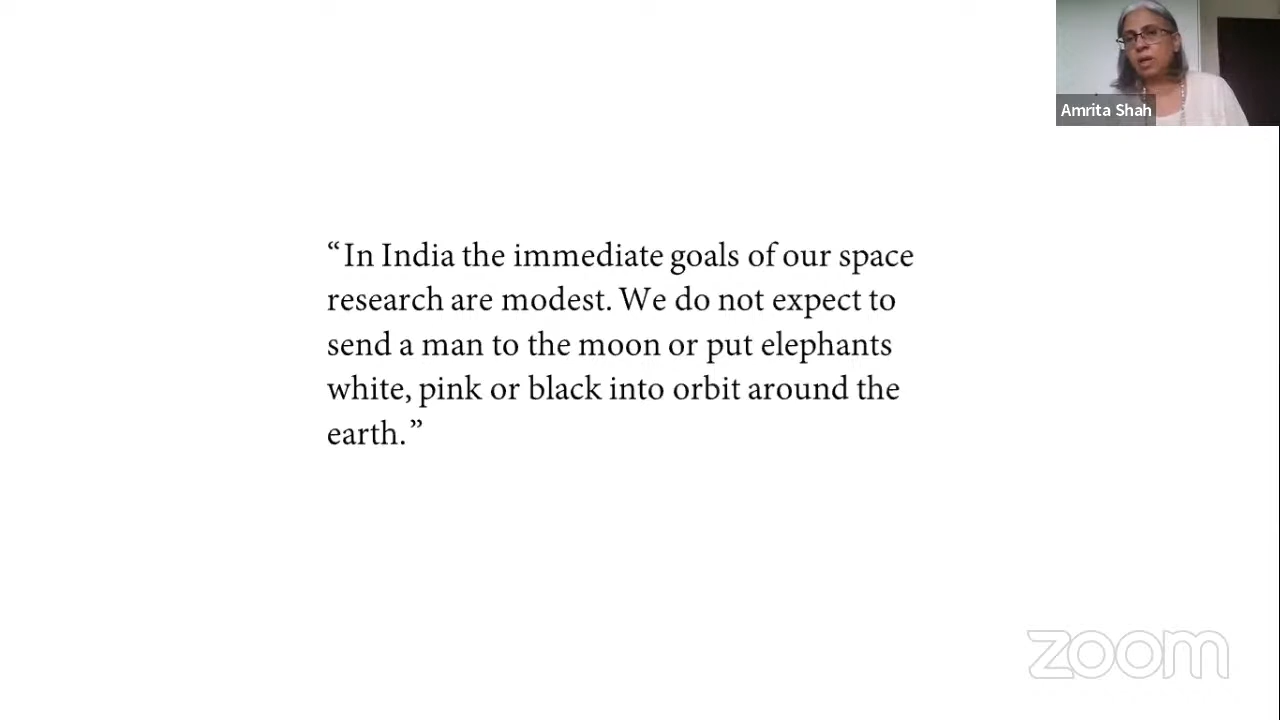 Amrita Shah
“In India the immediate goals of our space
research are modest. We do not expect to
send a man to the moon or put elephants
white, pink or black into orbit around the
earth.”
zoom